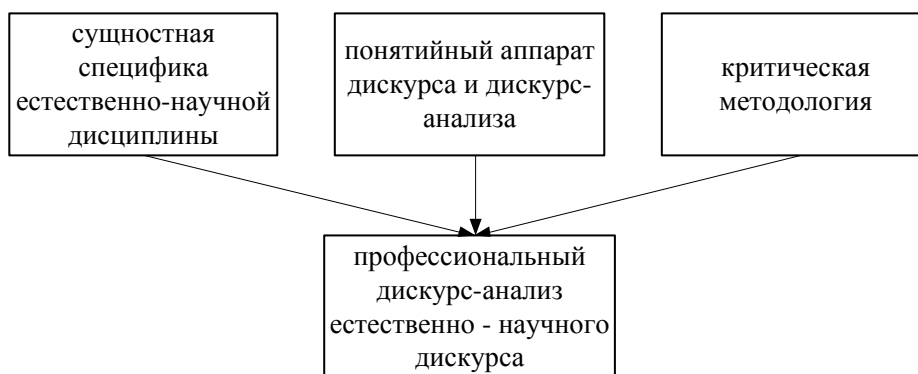 сущностная
специфика
естественно-научной
дисциплины
понятийный аппарат
дискурса и дискурс-
анализа
критическая
методология
профессиональный
дискурс-анализ
естественно - научного
дискурса